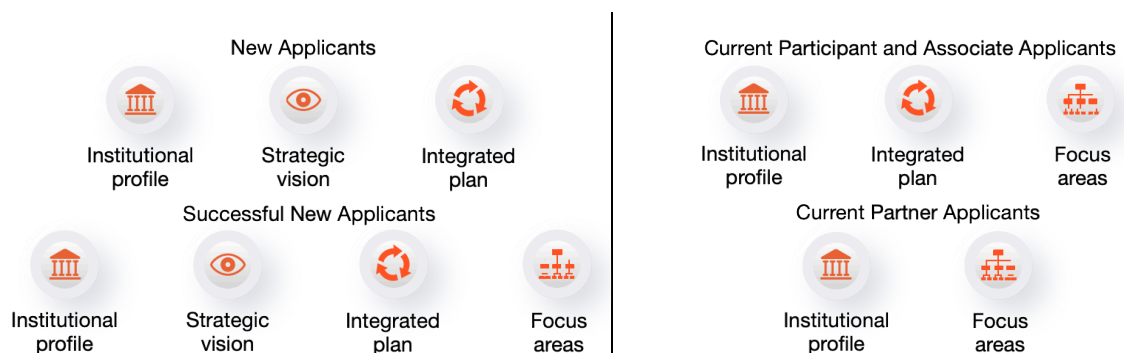 New Applicants
Institutional
profile
Strategic
vision
Integrated
plan
Successful New Applicants
Institutional
profile
Strategic
vision
Integrated
plan
Focus
areas
Current Participant and Associate Applicants
Institutional
profile
Integrated
plan
Focus
areas
Current Partner Applicants
Institutional
profile
Focus
areas